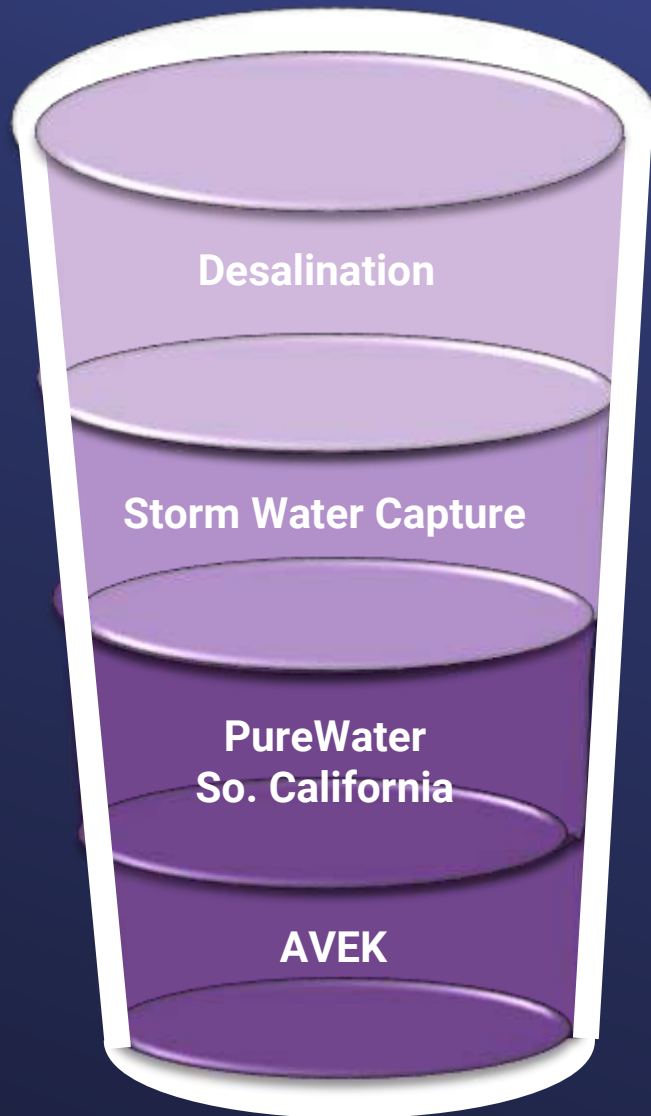 Desalination
Storm Water Capture
PureWater
So. California
AVEK